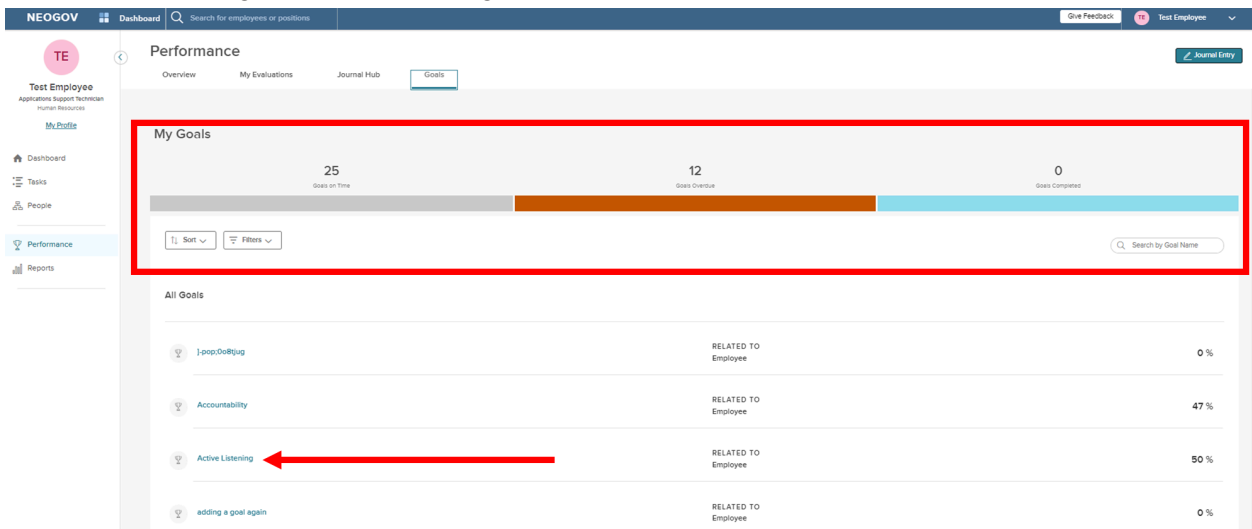 NEOGOV Dashboard Search for employees or positions Give Feedback TE Test Employee
TE
Test Employee
Applications Support Technician
Human Resources
My Profile
Dashboard
Tasks
People
Performance
Reports
Performance
Journal Entry
Overview My Evaluations Journal Hub Goals
My Goals
25 12 0
Goals on Time Goals Overdue Goals Completed
Sort Filters Search by Goal Name
All Goals
]-pop;0o8tjug RELATED TO Employee 0 %
Accountability RELATED TO Employee 47 %
Active Listening RELATED TO Employee 50 %
adding a goal again RELATED TO Employee 0 %